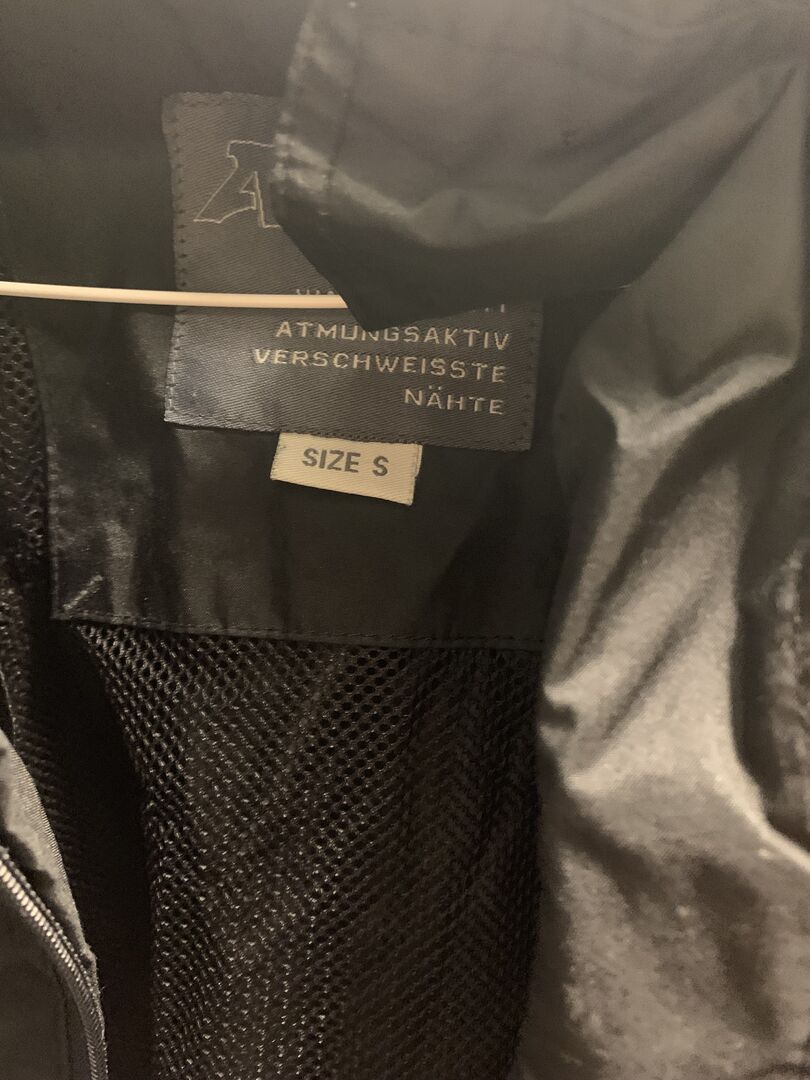 ATMUNGSAKTIV
VERSCHWEISSTE
NÄHTE
SIZE S